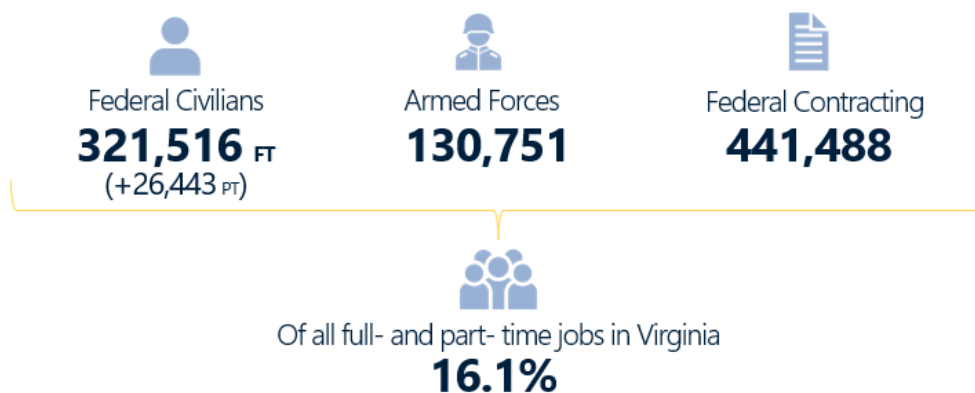 Federal Civilians
321,516 FT
(+26,443 PT)
Armed Forces
130,751
Federal Contracting
441,488
Of all full- and part- time jobs in Virginia
16.1%